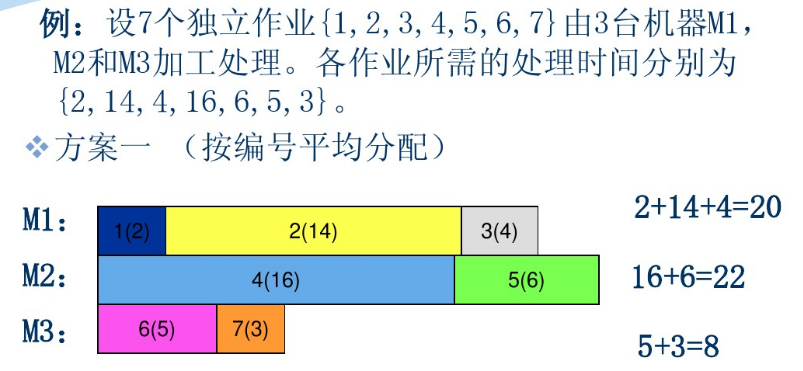 例：设7个独立作业{1,2,3,4,5,6,7}由3台机器M1，
M2和M3加工处理。各作业所需的处理时间分别为
{2,14,4,16,6,5,3}。
方案一 （按编号平均分配）
M1： 1(2) 2(14) 3(4) 2+14+4=20
M2： 4(16) 5(6) 16+6=22
M3： 6(5) 7(3) 5+3=8